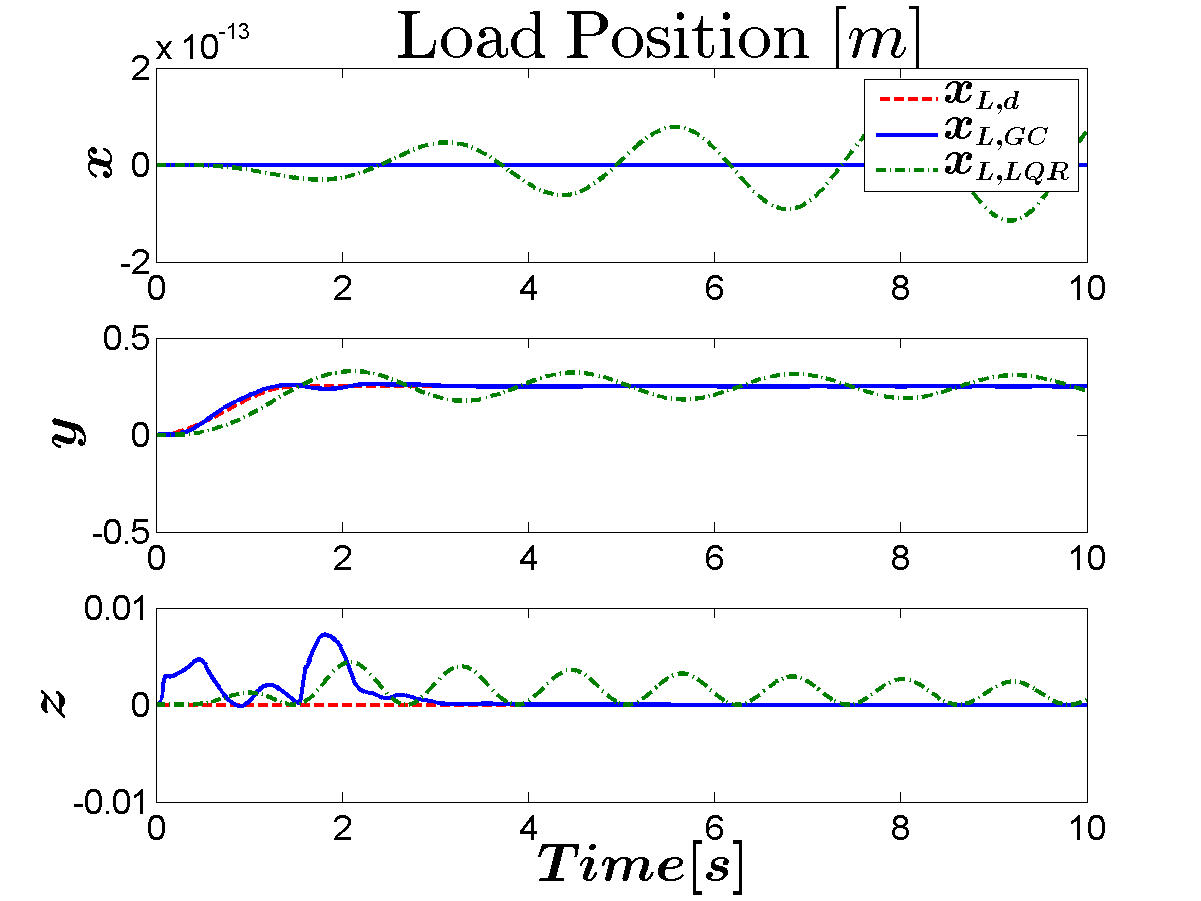 x 10^-13
Load Position [m]
2
0
-2
x
x_{L,d}
x_{L,GC}
x_{L,LQR}
0 2 4 6 8 10
0.5
0
-0.5
y
0 2 4 6 8 10
0.01
0
-0.01
z
0 2 4 6 8 10
Time[s]